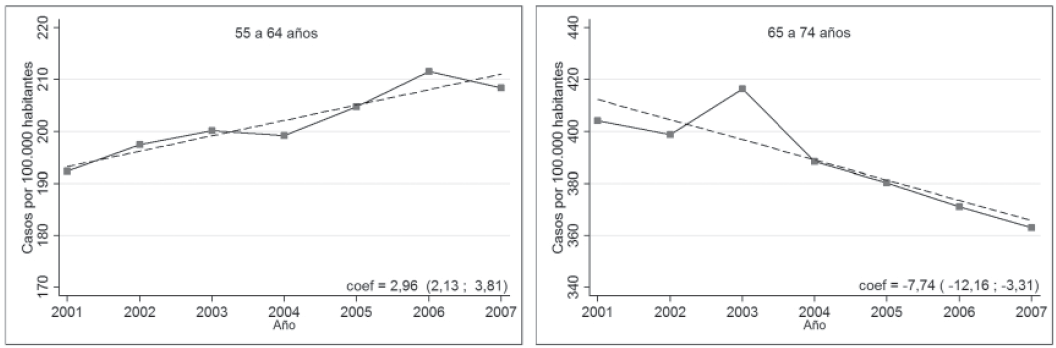 55 a 64 años
Casos por 100.000 habitantes
220
210
200
190
180
170
coef = 2,96 (2,13 ; 3,81)
2001 2002 2003 2004 2005 2006 2007
Año
65 a 74 años
Casos por 100.000 habitantes
440
420
400
380
360
340
coef = -7,74 ( -12,16 ; -3,31)
2001 2002 2003 2004 2005 2006 2007
Año